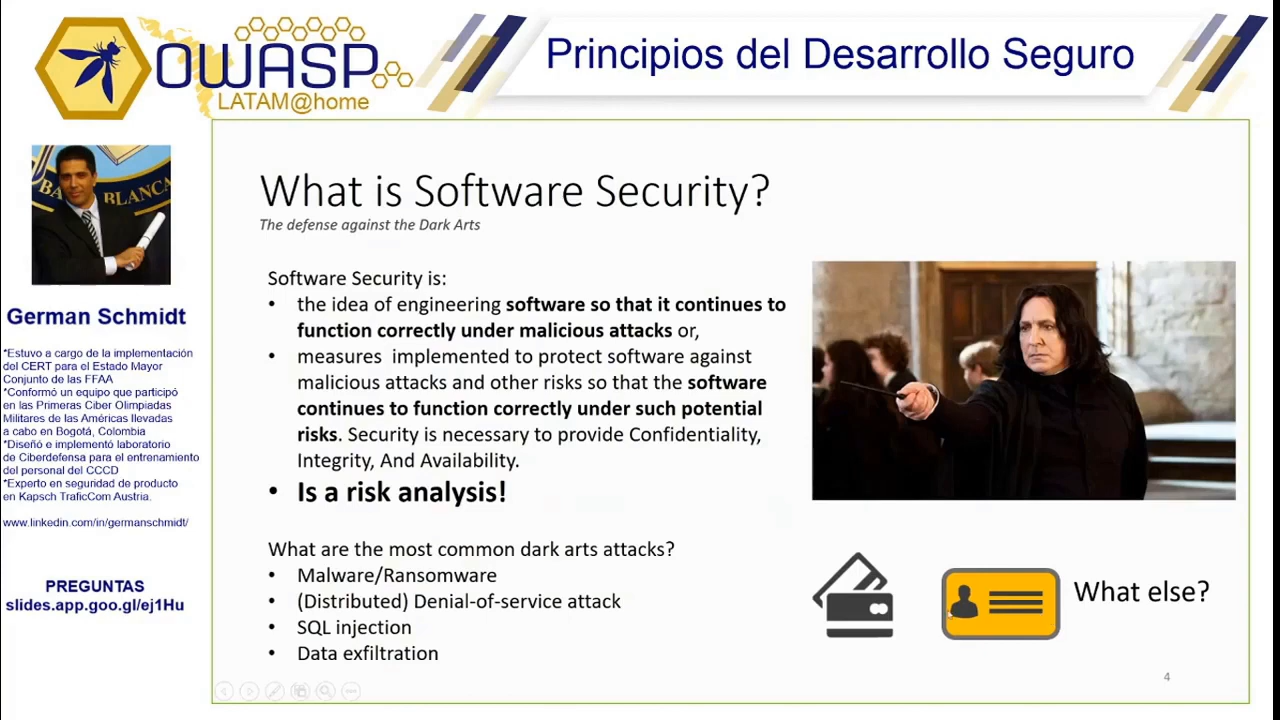 OWASP
LATAM@home
Principios del Desarrollo Seguro
BA BLANCA
German Schmidt
*Estuvo a cargo de la implementación
del CERT para el Estado Mayor
Conjunto de las FFAA
*Conformó un equipo que participó
en las Primeras Ciber Olimpiadas
Militares de las Américas llevadas
a cabo en Bogotá, Colombia
*Diseñó e implementó laboratorio
de Ciberdefensa para el entrenamiento
del personal del CCCD
*Experto en seguridad de producto
en Kapsch TraficCom Austria.
www.linkedin.com/in/germanschmidt/
PREGUNTAS
slides.app.goo.gl/ej1Hu
What is Software Security?
The defense against the Dark Arts
Software Security is:
• the idea of engineering software so that it continues to
function correctly under malicious attacks or,
• measures implemented to protect software against
malicious attacks and other risks so that the software
continues to function correctly under such potential
risks. Security is necessary to provide Confidentiality,
Integrity, And Availability.
• Is a risk analysis!
What are the most common dark arts attacks?
• Malware/Ransomware
• (Distributed) Denial-of-service attack
• SQL injection
• Data exfiltration
What else?
4